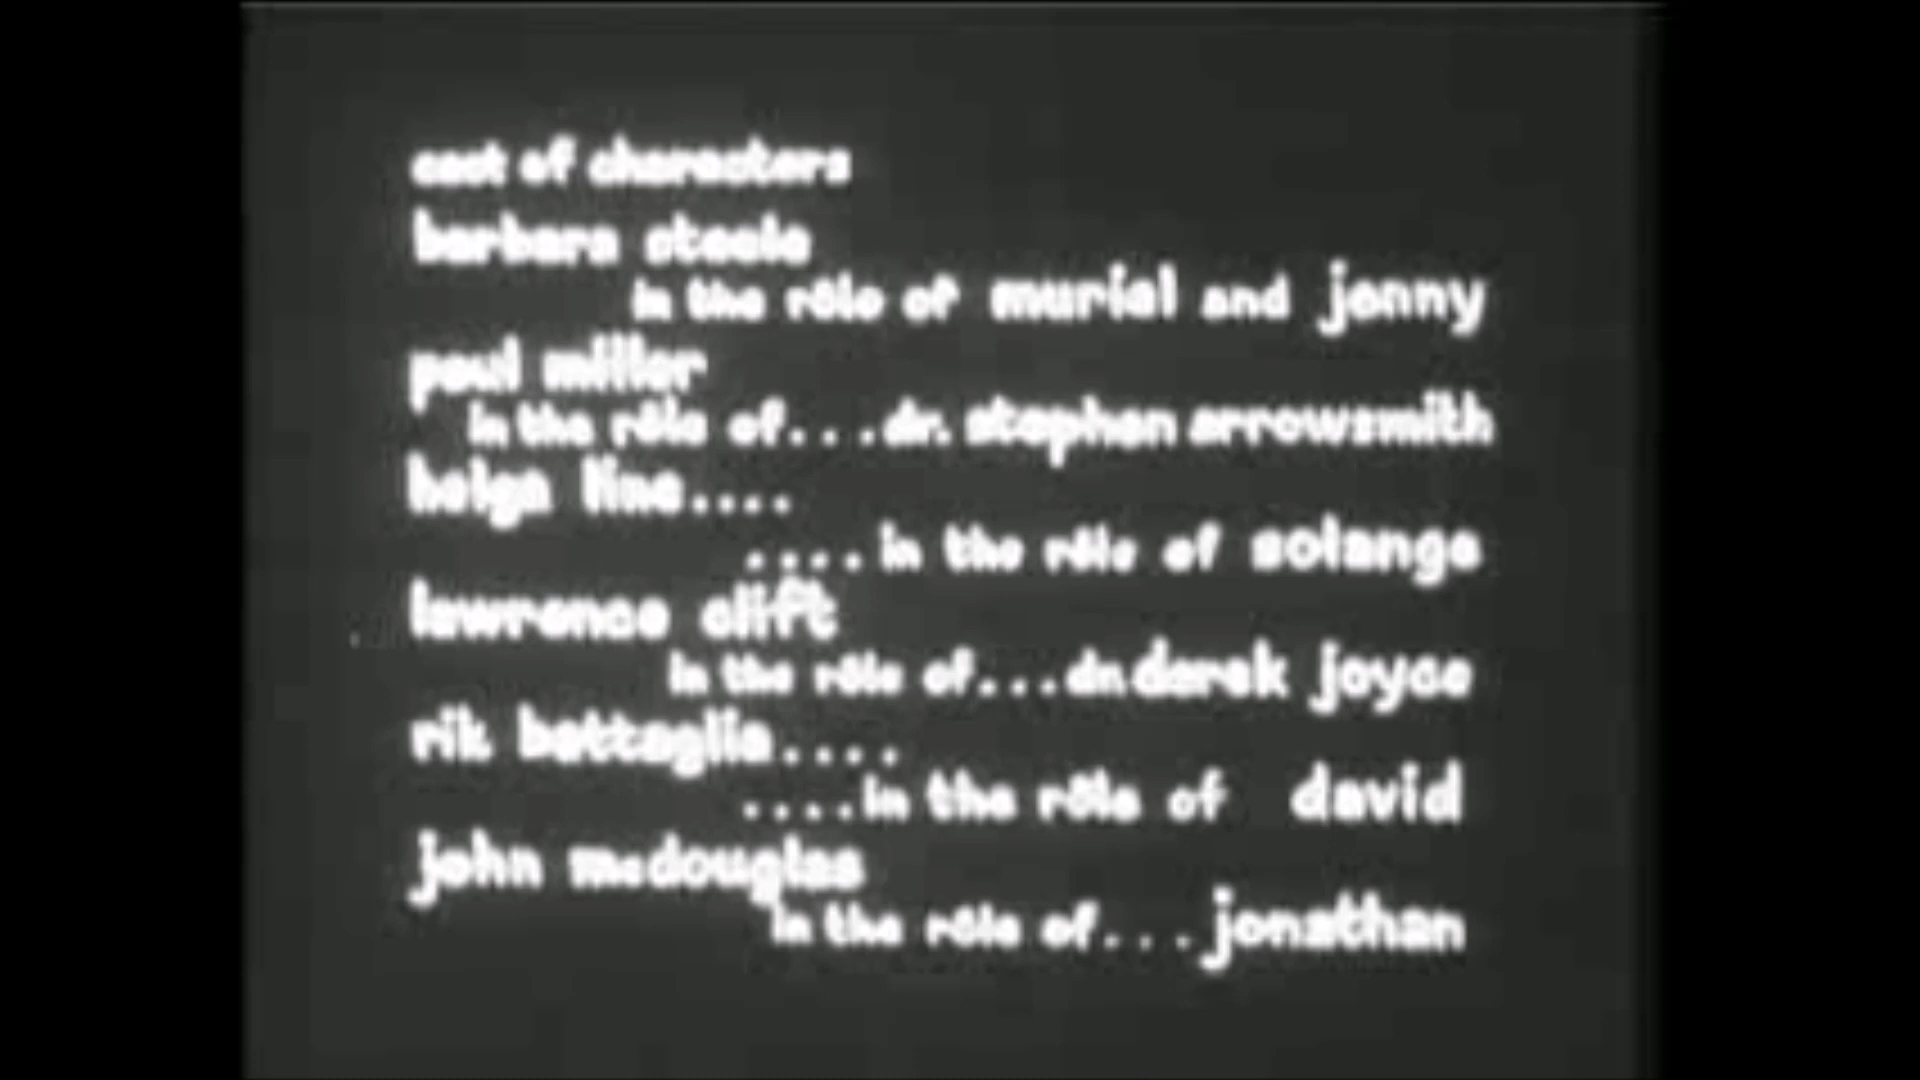 cast of characters
barbara steele
in the rôle of muriel and jenny
paul miller
in the rôle of...dr. stephen arrowsmith
helga line....
....in the rôle of solange
lawrence clift
in the rôle of...dr. derek joyce
rik battaglia....
....in the rôle of david
john mcdouglas
in the rôle of...jonathan